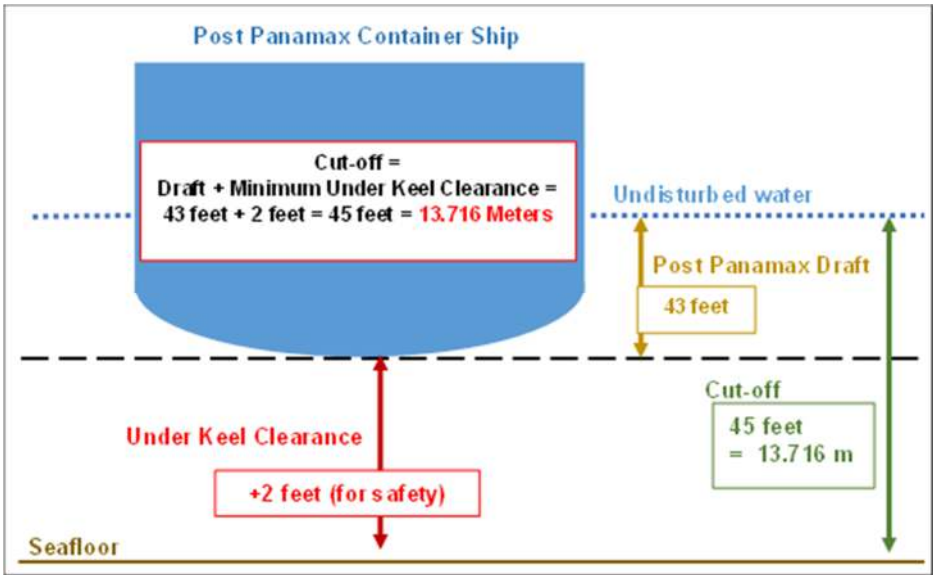 Post Panamax Container Ship
Cut-off =
Draft + Minimum Under Keel Clearance =
43 feet + 2 feet = 45 feet = 13.716 Meters
Undisturbed water
Post Panamax Draft
43 feet
Cut-off
45 feet
= 13.716 m
Under Keel Clearance
+2 feet (for safety)
Seafloor